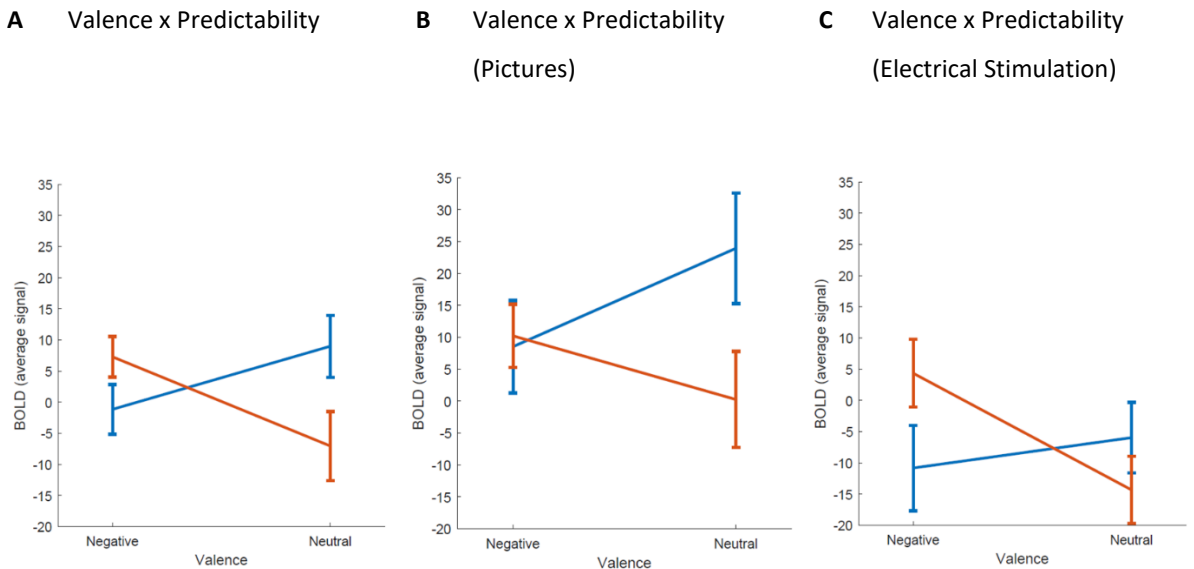 A Valence x Predictability
B Valence x Predictability
(Pictures)
C Valence x Predictability
(Electrical Stimulation)
35
30
25
20
15
10
5
0
-5
-10
-15
-20
BOLD (average signal)
Negative
Neutral
Valence
35
30
25
20
15
10
5
0
-5
-10
-15
-20
BOLD (average signal)
Negative
Neutral
Valence
35
30
25
20
15
10
5
0
-5
-10
-15
-20
BOLD (average signal)
Negative
Neutral
Valence